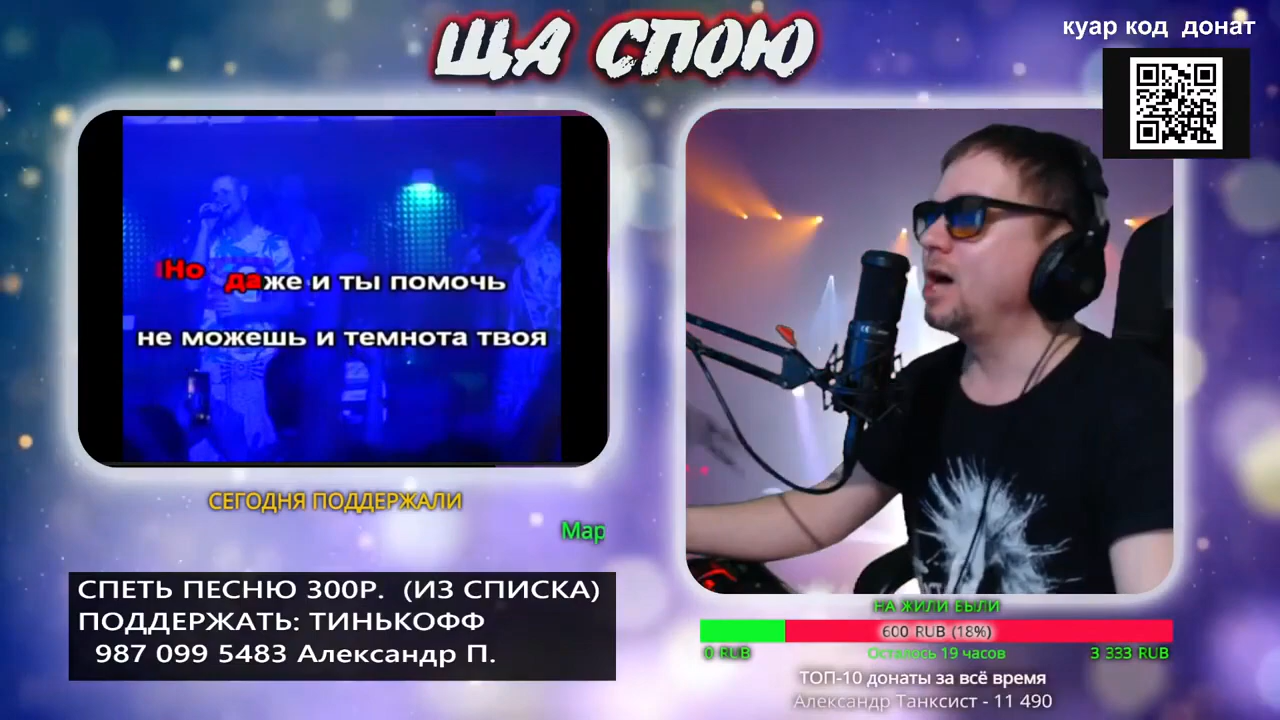 ЩА СПОЮ
куар код донат
Но даже и ты помочь
не можешь и темнота твоя
СЕГОДНЯ ПОДДЕРЖАЛИ
Мар
СПЕТЬ ПЕСНЮ 300Р. (ИЗ СПИСКА)
ПОДДЕРЖАТЬ: ТИНЬКОФФ
987 099 5483 Александр П.
НА ЖИЛИ БЫЛИ
600 RUB (18%)
0 RUB
Осталось 19 часов
3 333 RUB
ТОП-10 донаты за всё время
Александр Танксист - 11 490